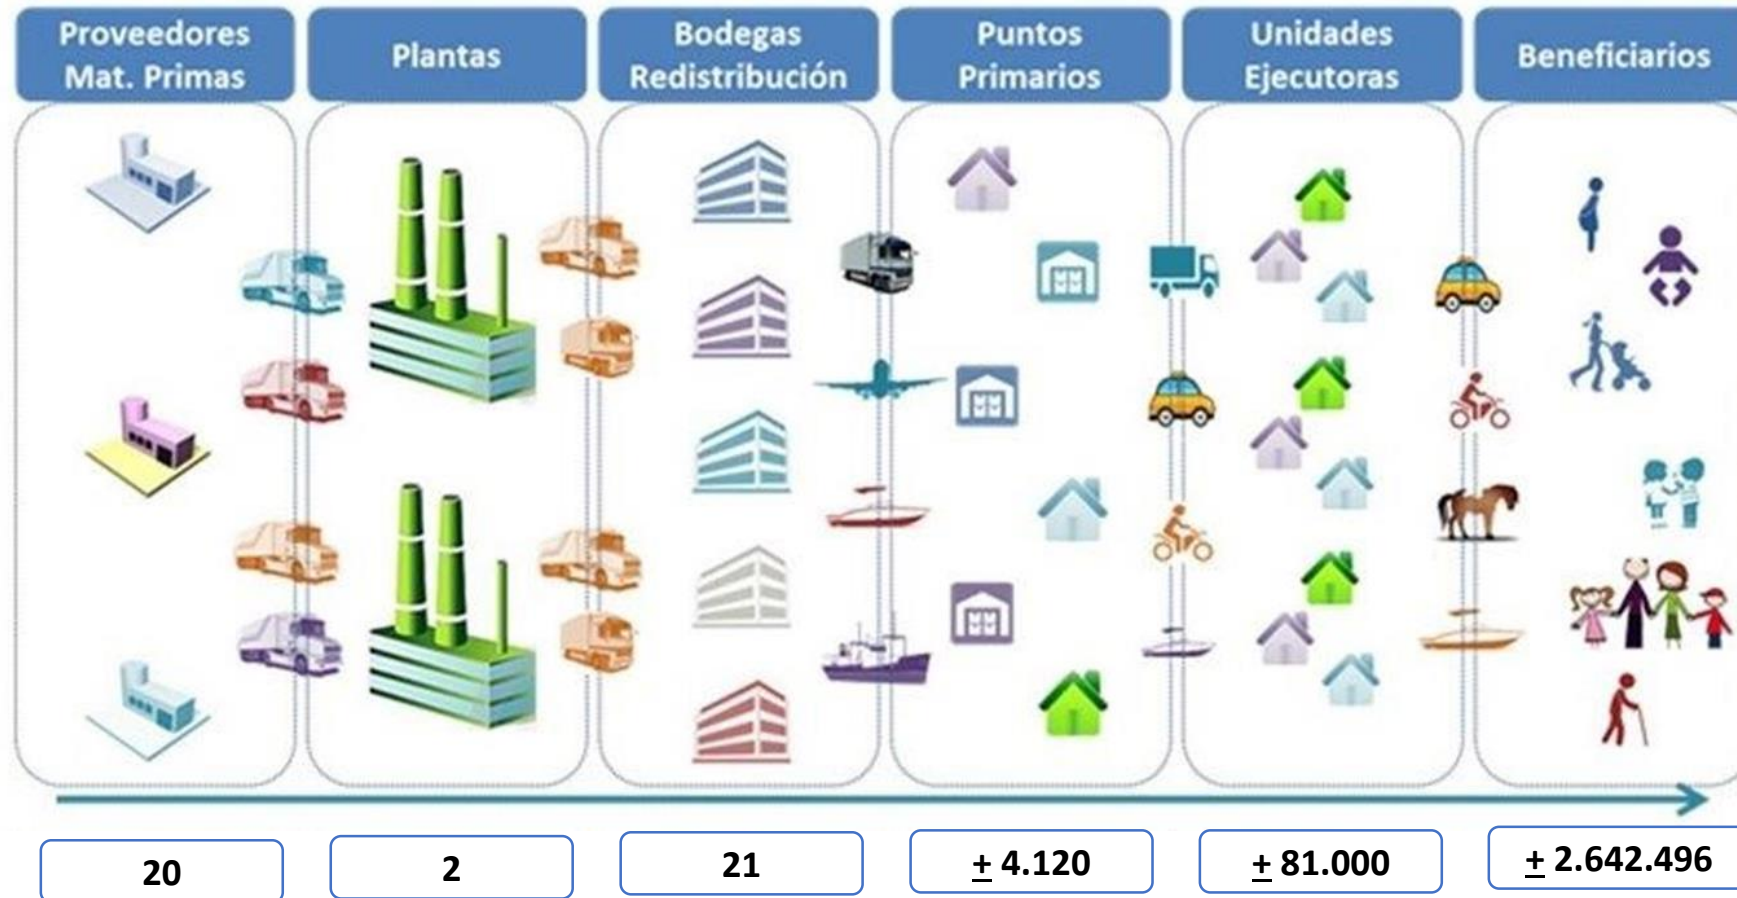 Proveedores
Mat. Primas
Plantas
Bodegas
Redistribución
Puntos
Primarios
Unidades
Ejecutoras
Beneficiarios
20
2
21
± 4.120
± 81.000
± 2.642.496